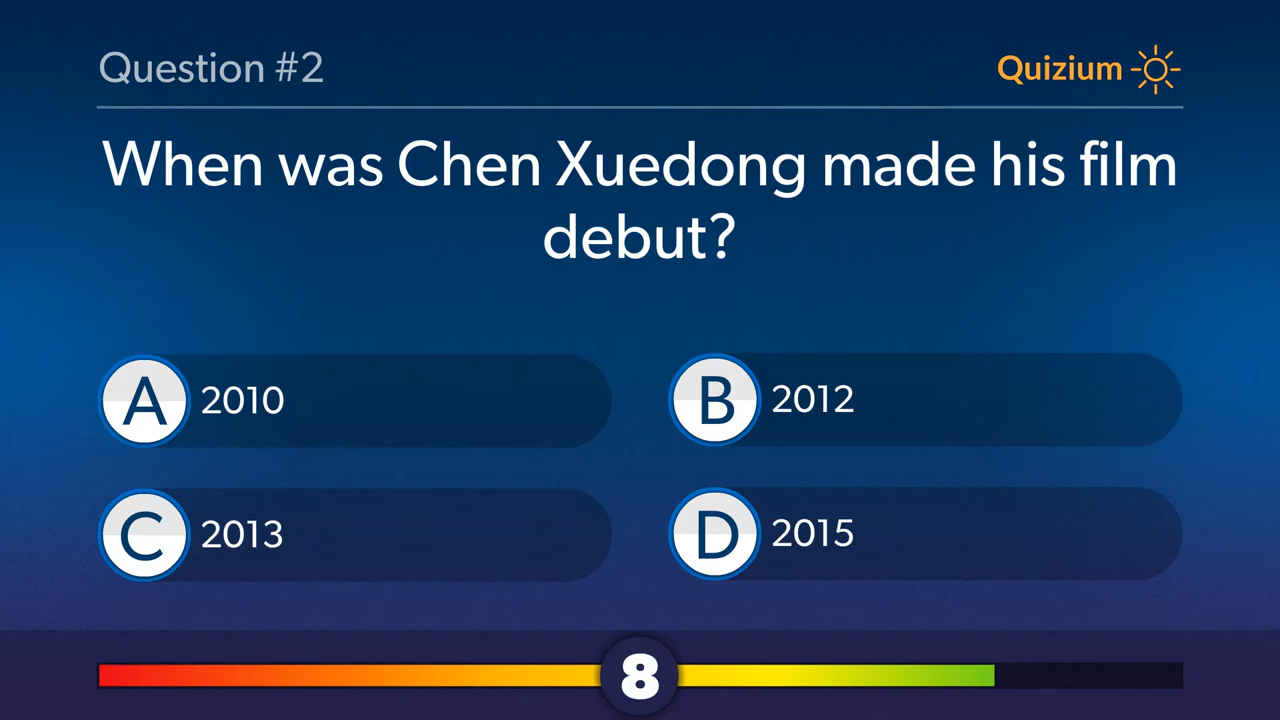 Question #2
Quizium
When was Chen Xuedong made his film
debut?
A 2010
B 2012
C 2013
D 2015
8